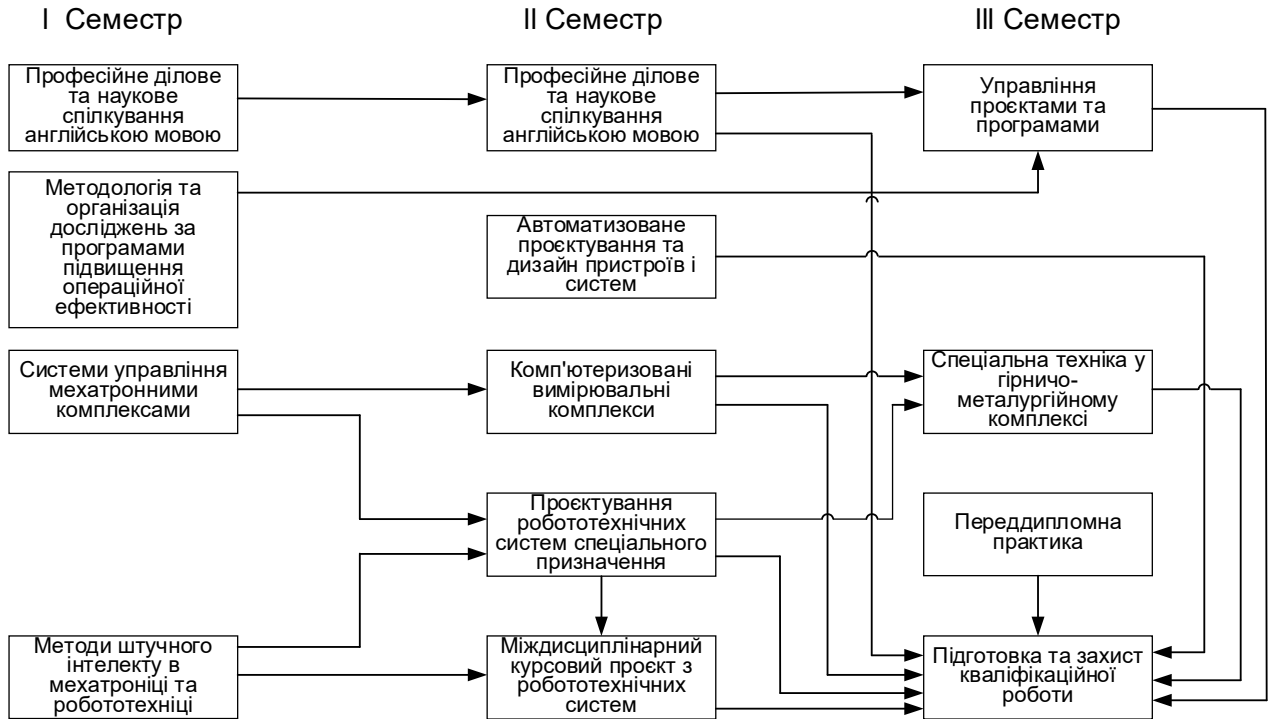 I Семестр
II Семестр
III Семестр
Професійне ділове
та наукове
спілкування
англійською мовою
Професійне ділове
та наукове
спілкування
англійською мовою
Управління
проєктами та
програмами
Методологія та
організація
досліджень за
програмами
підвищення
операційної
ефективності
Автоматизоване
проєктування та
дизайн пристроїв і
систем
Системи управління
мехатронними
комплексами
Комп'ютеризовані
вимірювальні
комплекси
Спеціальна техніка у
гірничо-
металургійному
комплексі
Проєктування
робототехнічних
систем спеціального
призначення
Переддипломна
практика
Методи штучного
інтелекту в
мехатроніці та
робототехніці
Міждисциплінарний
курсовий проєкт з
робототехнічних
систем
Підготовка та захист
кваліфікаційної
роботи